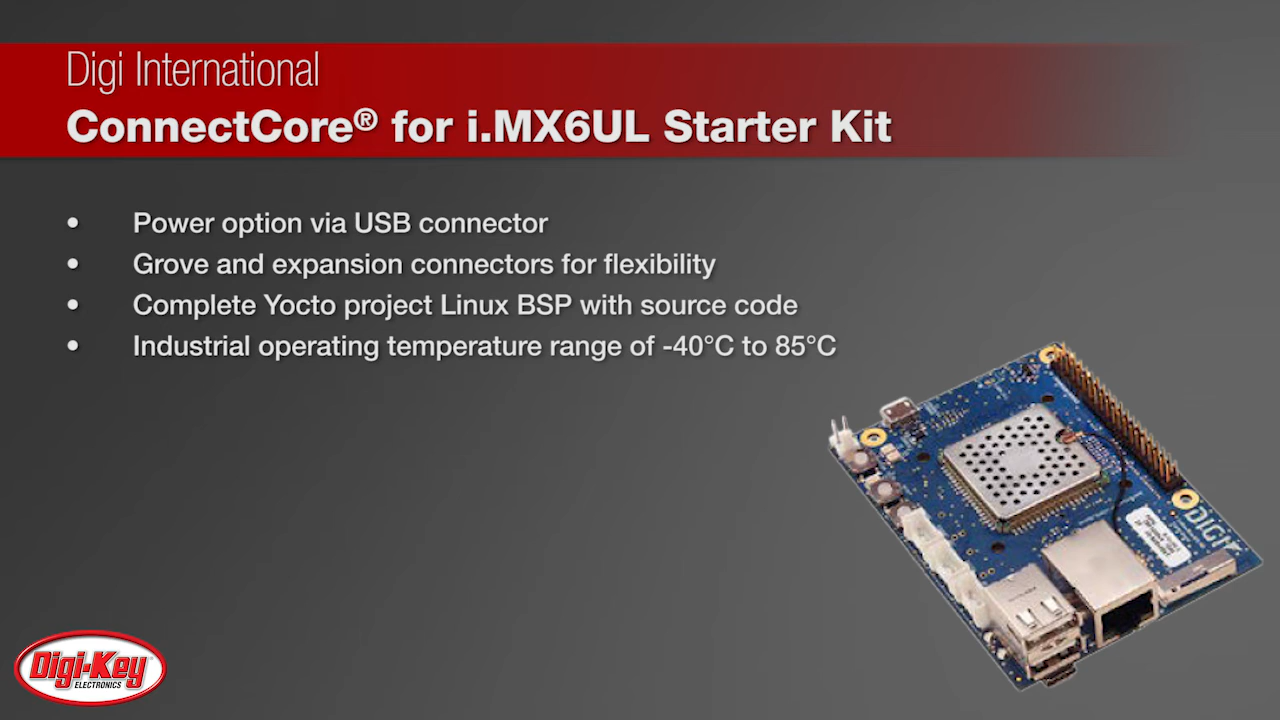 Digi International
ConnectCore® for i.MX6UL Starter Kit
• Power option via USB connector
• Grove and expansion connectors for flexibility
• Complete Yocto project Linux BSP with source code
• Industrial operating temperature range of -40°C to 85°C
DIGI
Digi-Key
ELECTRONICS